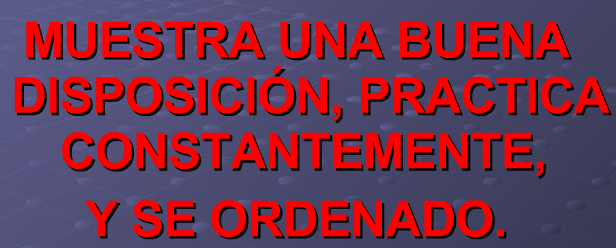 MUESTRA UNA BUENA
DISPOSICIÓN, PRACTICA
CONSTANTEMENTE,
Y SE ORDENADO.